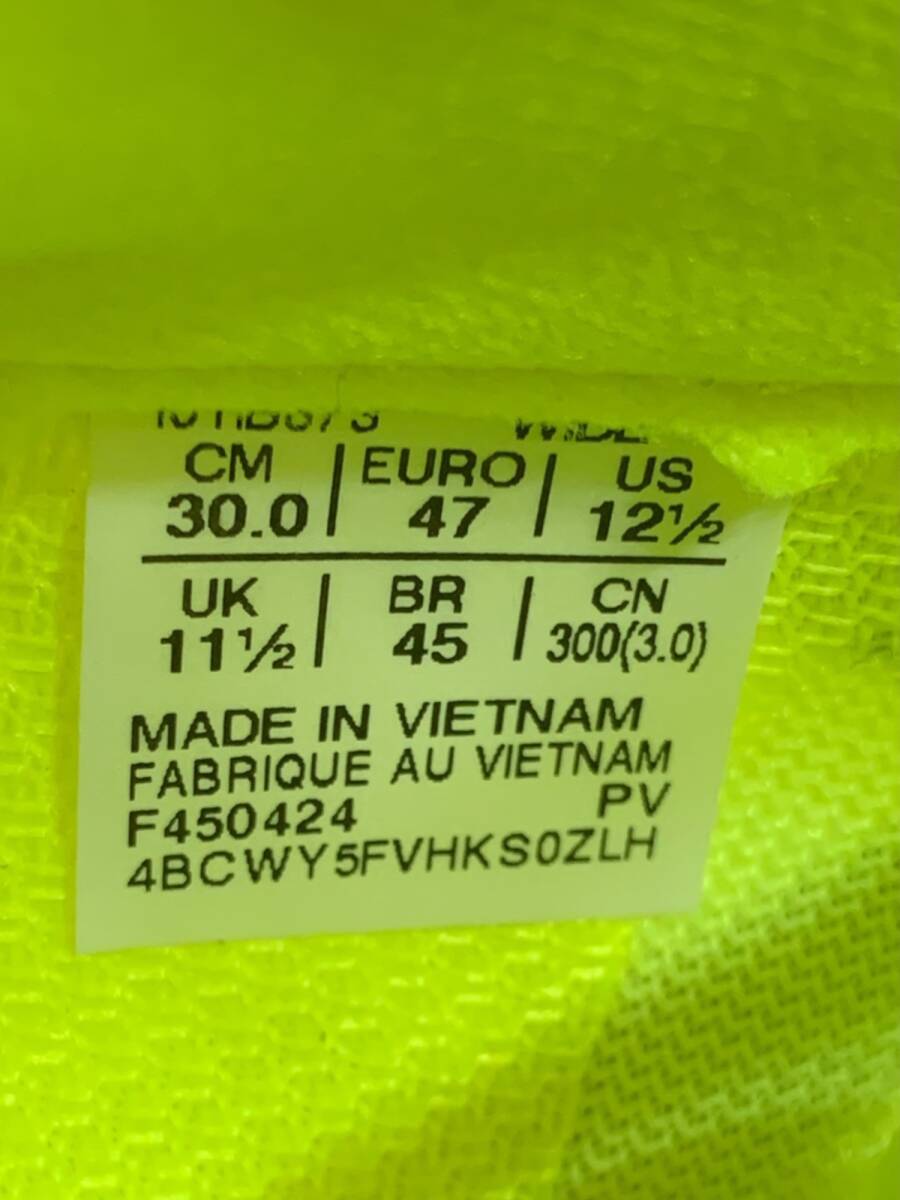 WIDE
CM | EURO | US
30.0 | 47 | 12½
UK | BR | CN
11½ | 45 | 300(3.0)
MADE IN VIETNAM
FABRIQUE AU VIETNAM
F450424 PV
4BCWY5FVHKS0ZLH